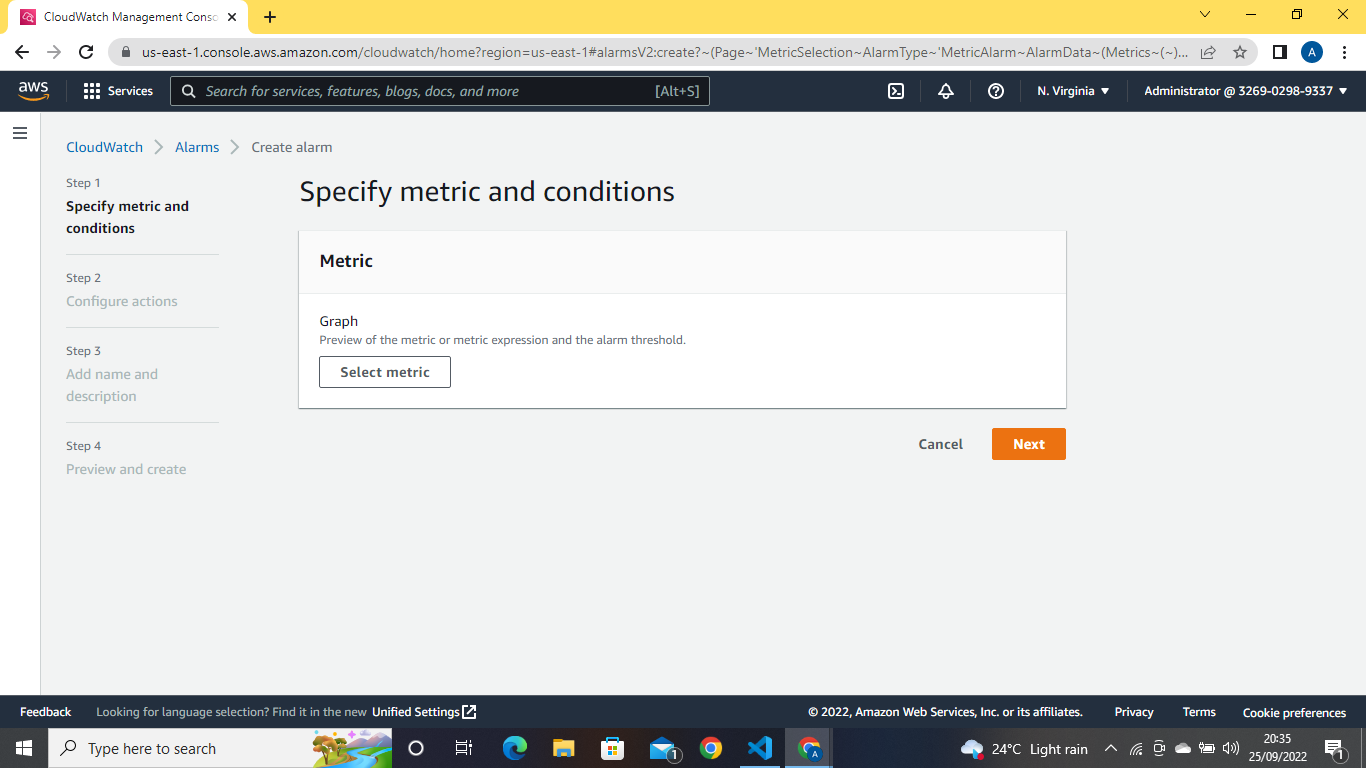 CloudWatch Management Conso
us-east-1.console.aws.amazon.com/cloudwatch/home?region=us-east-1#alarmsV2:create?~(Page~'MetricSelection~AlarmType~'MetricAlarm~AlarmData~(Metrics~(~)...
A
aws
Services
Search for services, features, blogs, docs, and more
[Alt+S]
N. Virginia
Administrator @ 3269-0298-9337
CloudWatch
Alarms
Create alarm
Step 1
Specify metric and
conditions
Step 2
Configure actions
Step 3
Add name and
description
Step 4
Preview and create
Specify metric and conditions
Metric
Graph
Preview of the metric or metric expression and the alarm threshold.
Select metric
Cancel
Next
Feedback
Looking for language selection? Find it in the new Unified Settings
© 2022, Amazon Web Services, Inc. or its affiliates.
Privacy
Terms
Cookie preferences
Type here to search
1
A
24°C Light rain
20:35
25/09/2022
1